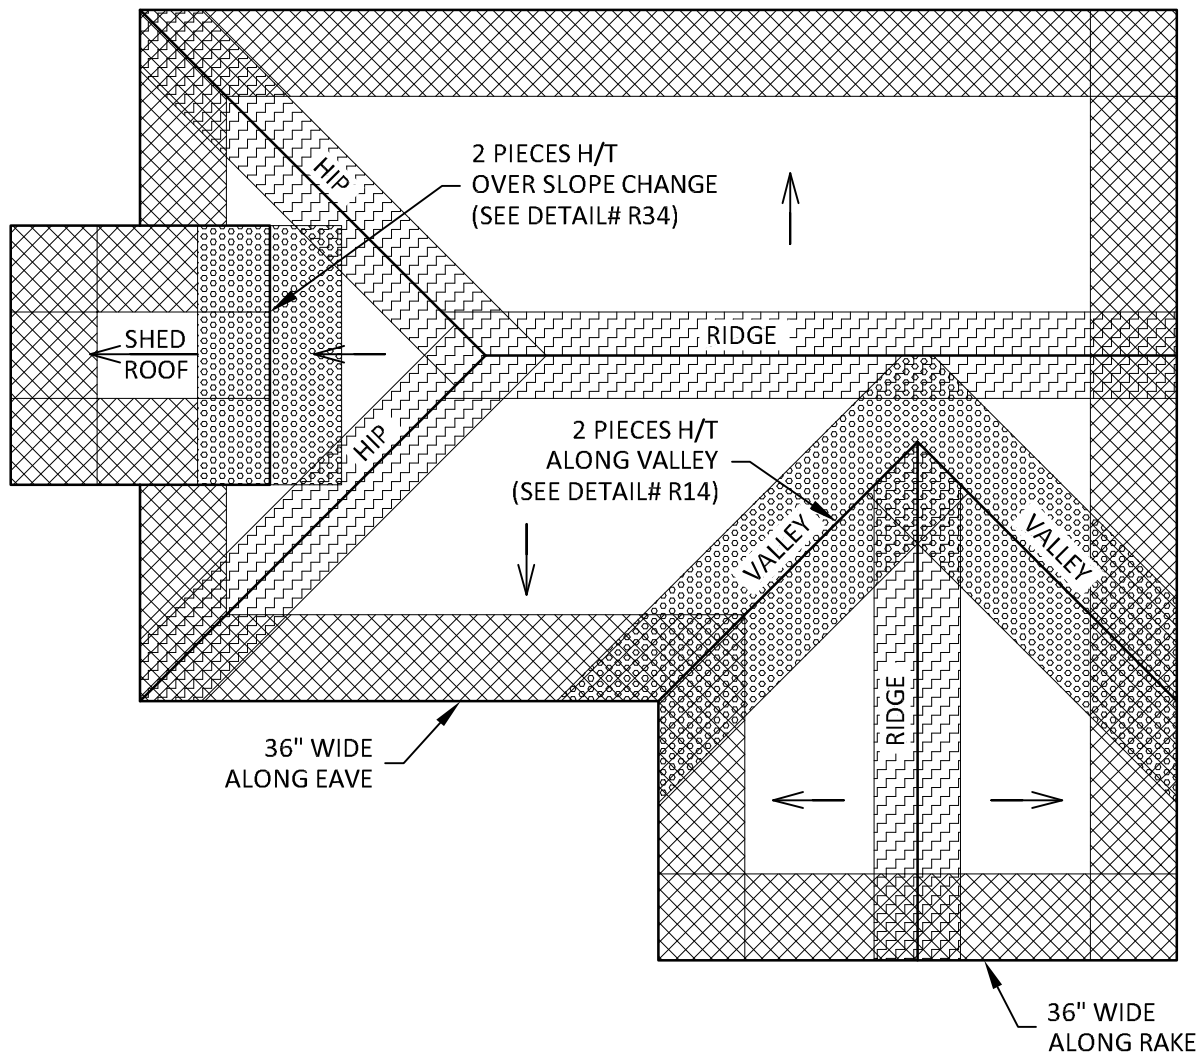 2 PIECES H/T
OVER SLOPE CHANGE
(SEE DETAIL# R34)
HIP
RIDGE
SHED
ROOF
HIP
2 PIECES H/T
ALONG VALLEY
(SEE DETAIL# R14)
VALLEY
VALLEY
RIDGE
36" WIDE
ALONG EAVE
36" WIDE
ALONG RAKE